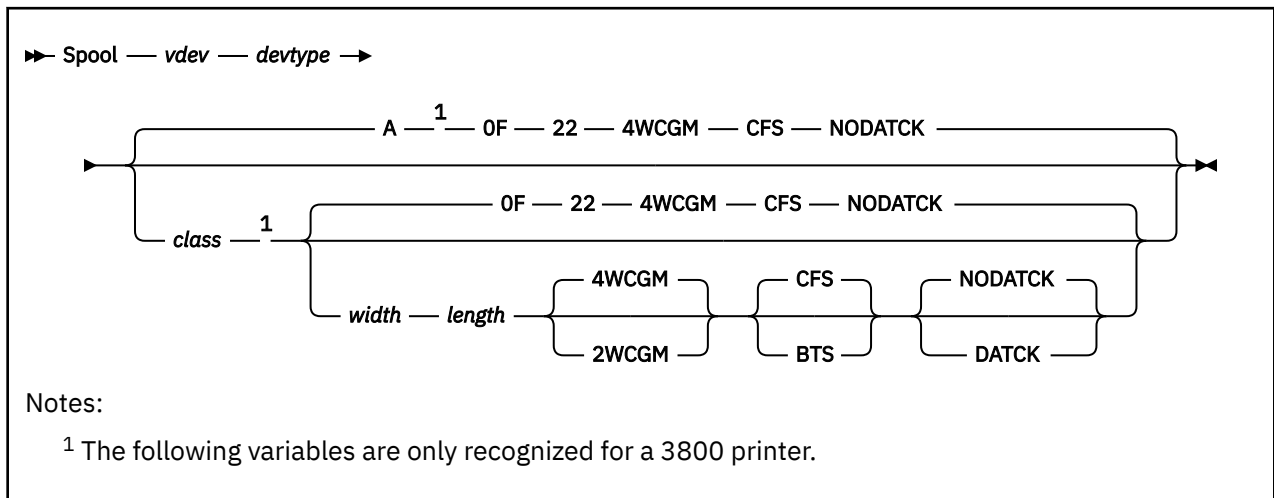 Spool vdev devtype
A 1 0F 22 4WCGM CFS NODATCK
0F 22 4WCGM CFS NODATCK
class 1
4WCGM CFS NODATCK
width length
2WCGM BTS DATCK
Notes:
1 The following variables are only recognized for a 3800 printer.